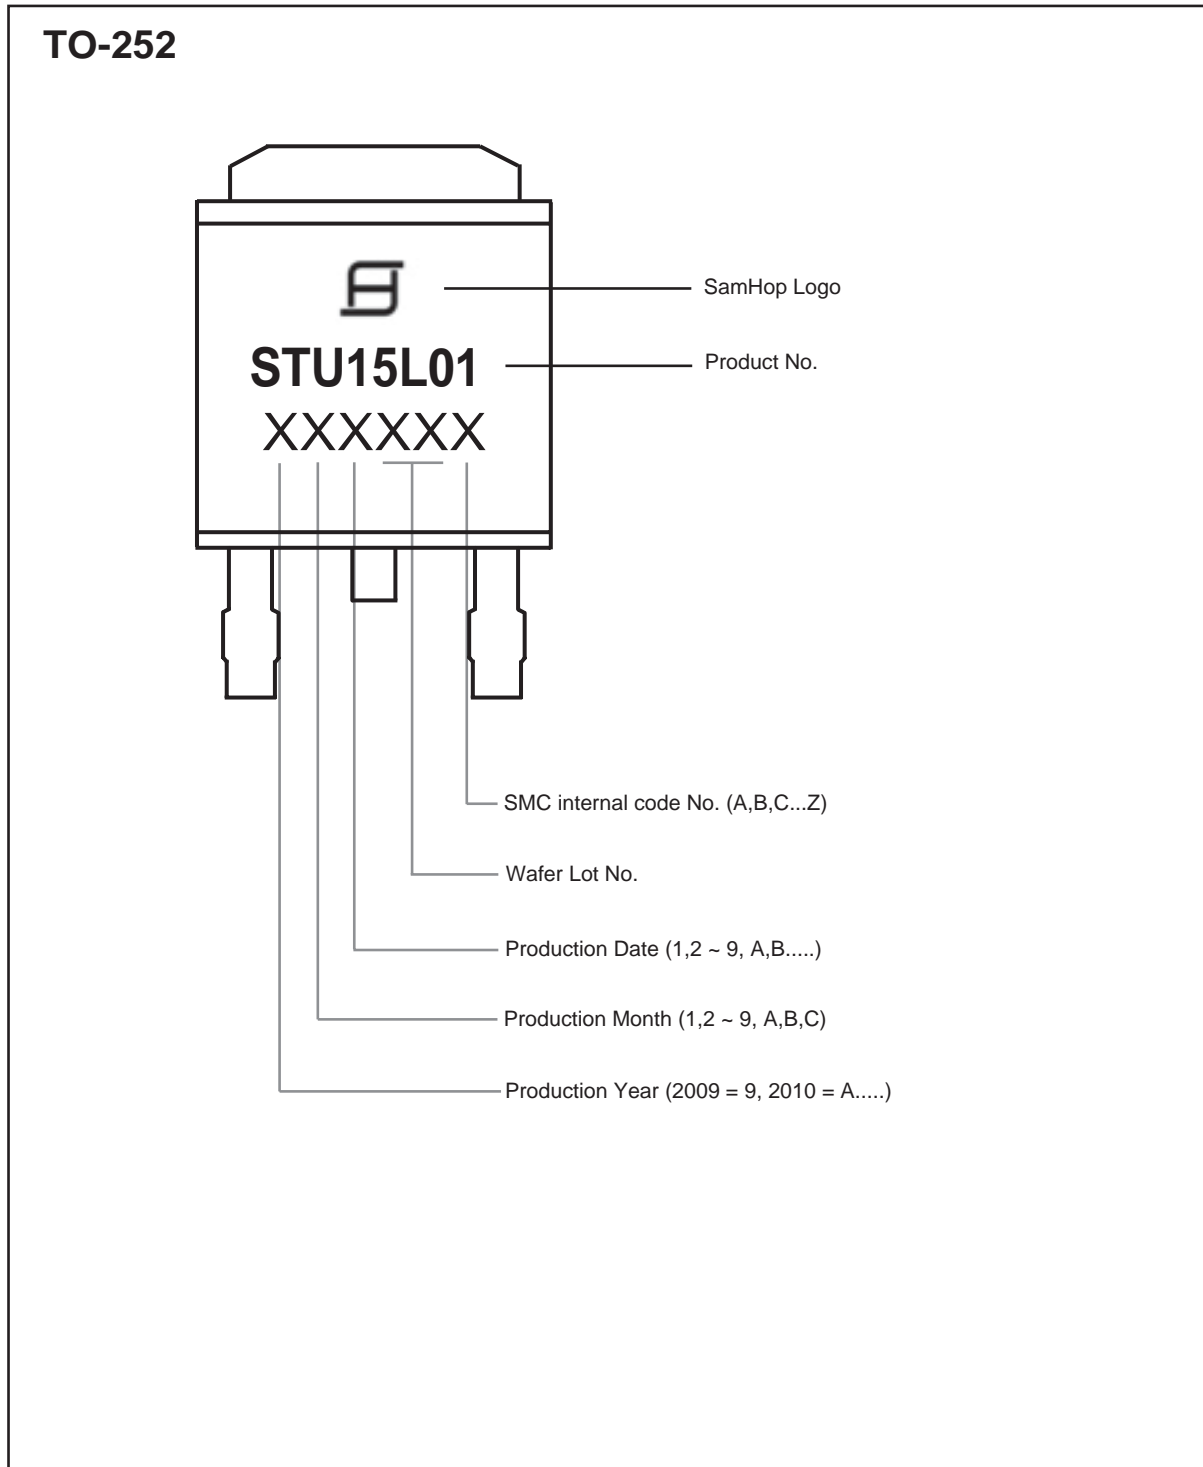 TO-252
SamHop Logo
STU15L01
Product No.
XXXXXX
SMC internal code No. (A,B,C...Z)
Wafer Lot No.
Production Date (1,2 ~ 9, A,B.....)
Production Month (1,2 ~ 9, A,B,C)
Production Year (2009 = 9, 2010 = A.....)